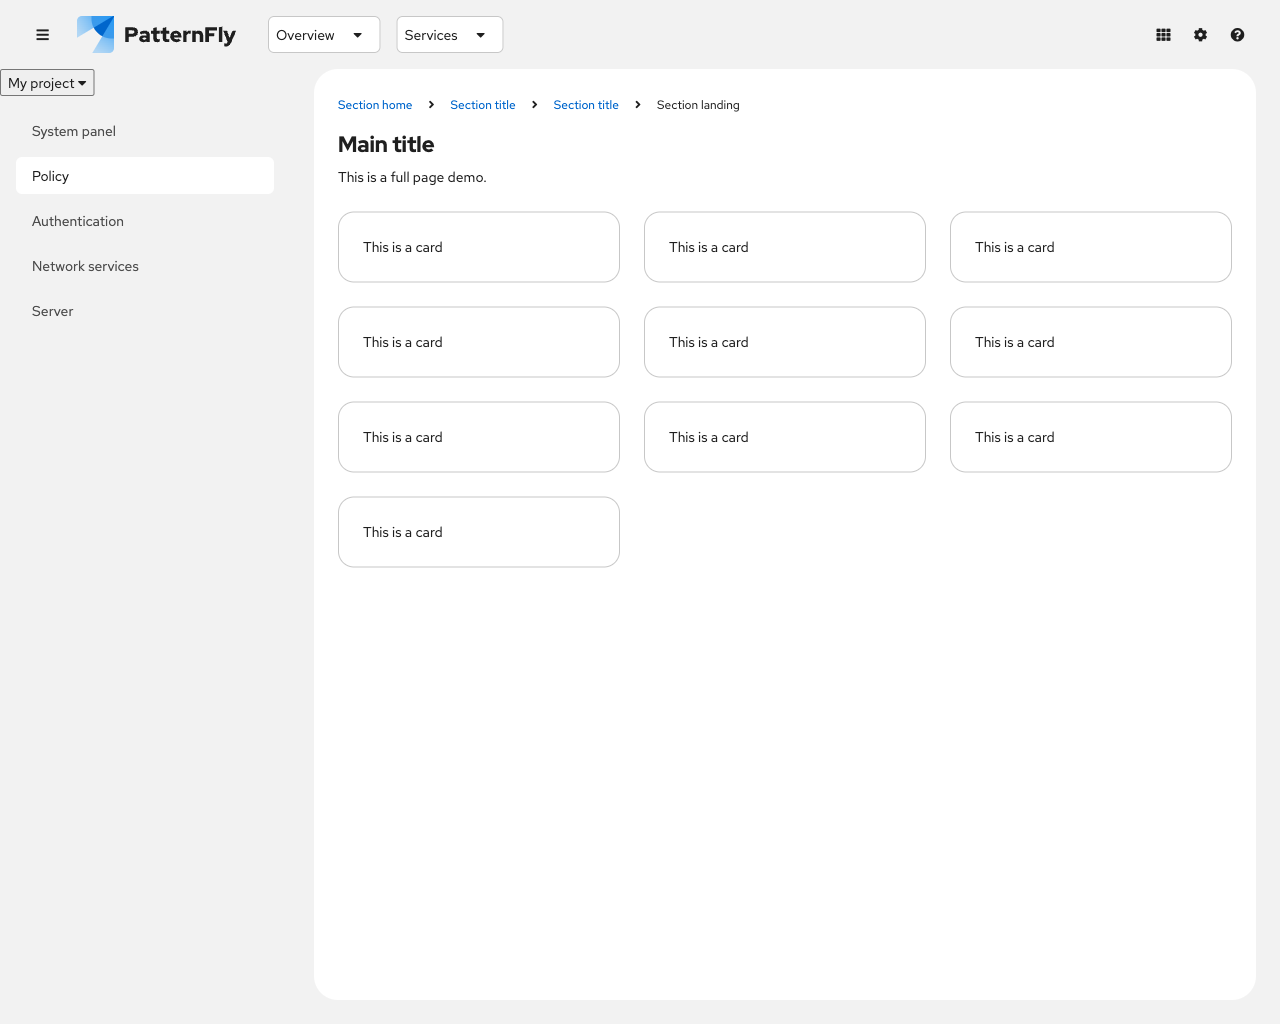 PatternFly
Overview
Services
My project
System panel
Policy
Authentication
Network services
Server
Section home
Section title
Section title
Section landing
Main title
This is a full page demo.
This is a card
This is a card
This is a card
This is a card
This is a card
This is a card
This is a card
This is a card
This is a card
This is a card